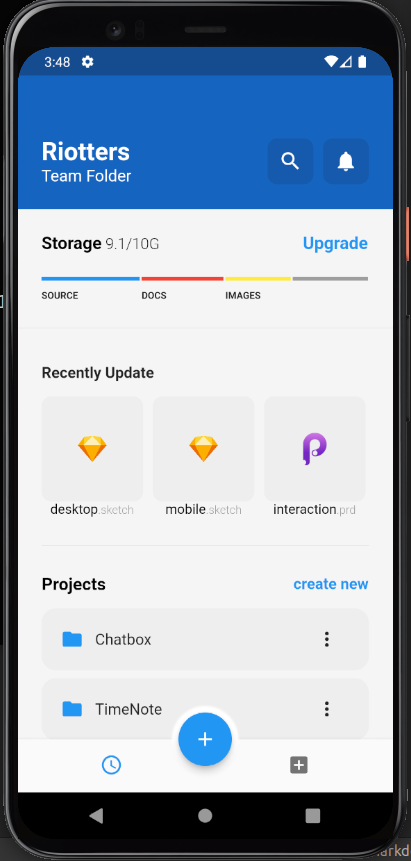 3:48
Riotters
Team Folder
Storage 9.1/10G
Upgrade
SOURCE DOCS IMAGES
Recently Update
desktop.sketch mobile.sketch interaction.prd
Projects
create new
Chatbox
TimeNote